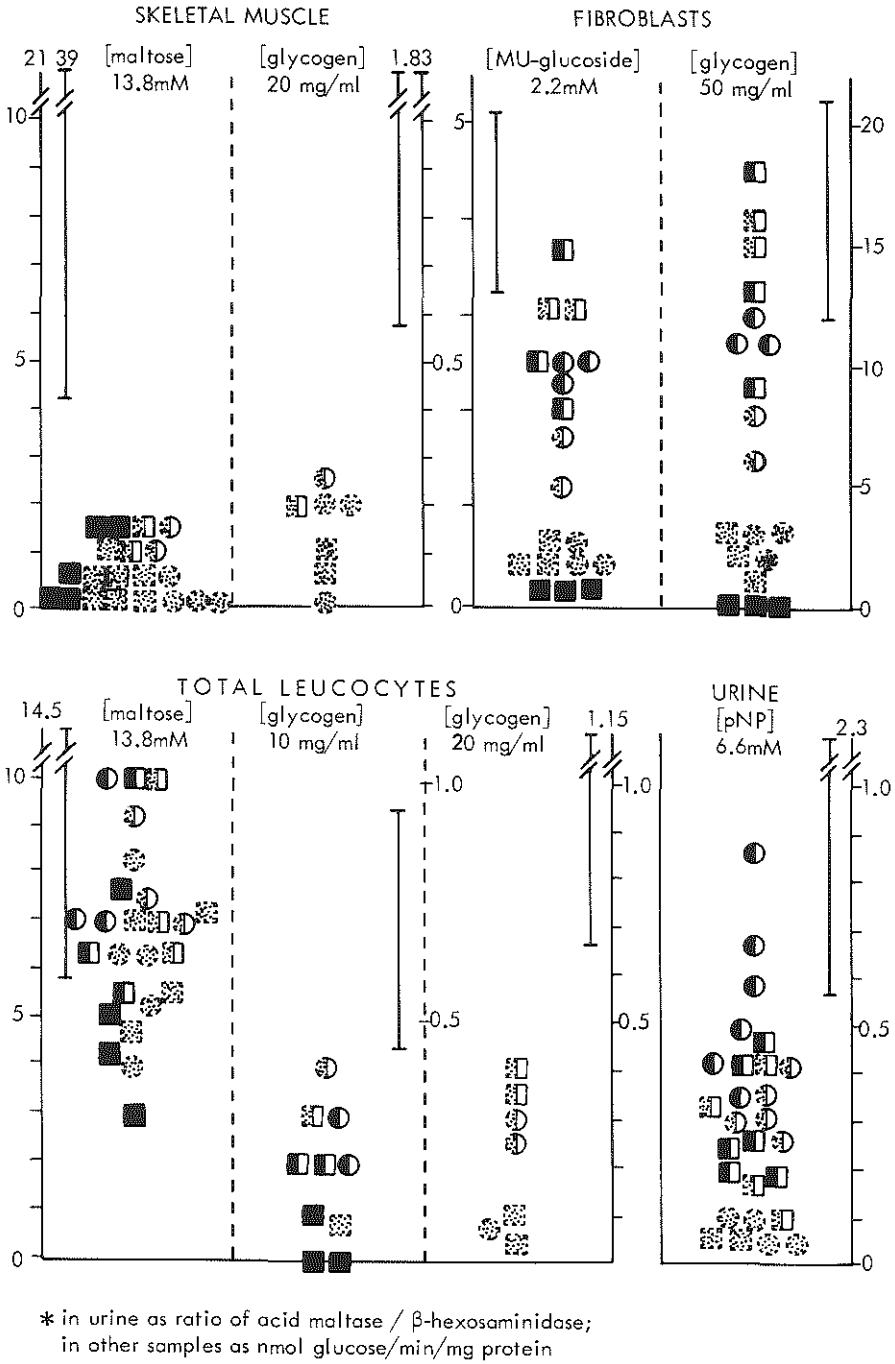 SKELETAL MUSCLE
FIBROBLASTS
21 39 [maltose] [glycogen] 1.83
13.8mM 20 mg/ml
[MU-glucoside] [glycogen]
2.2mM 50 mg/ml
10
5
0
0.5
5
0
20
15
10
5
0
TOTAL LEUCOCYTES
URINE
14.5 [maltose] [glycogen] [glycogen] 1.15
13.8mM 10 mg/ml 20 mg/ml
[pNP] 2.3
6.6mM
10
5
0
1.0
0.5
1.0
0.5
1.0
0.5
0
* in urine as ratio of acid maltase / β-hexosaminidase;
in other samples as nmol glucose/min/mg protein